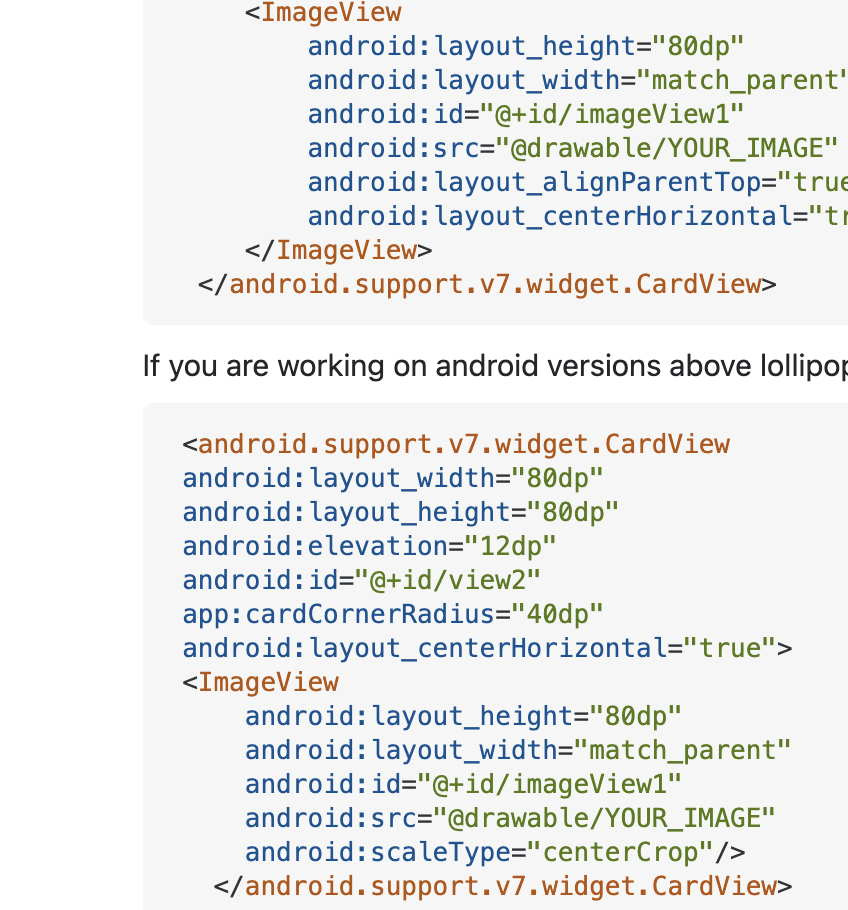 <ImageView
android:layout_height="80dp"
android:layout_width="match_parent"
android:id="@+id/imageView1"
android:src="@drawable/YOUR_IMAGE"
android:layout_alignParentTop="true
android:layout_centerHorizontal="tr
</ImageView>
</android.support.v7.widget.CardView>
If you are working on android versions above lollipop
<android.support.v7.widget.CardView
android:layout_width="80dp"
android:layout_height="80dp"
android:elevation="12dp"
android:id="@+id/view2"
app:cardCornerRadius="40dp"
android:layout_centerHorizontal="true">
<ImageView
android:layout_height="80dp"
android:layout_width="match_parent"
android:id="@+id/imageView1"
android:src="@drawable/YOUR_IMAGE"
android:scaleType="centerCrop"/>
</android.support.v7.widget.CardView>